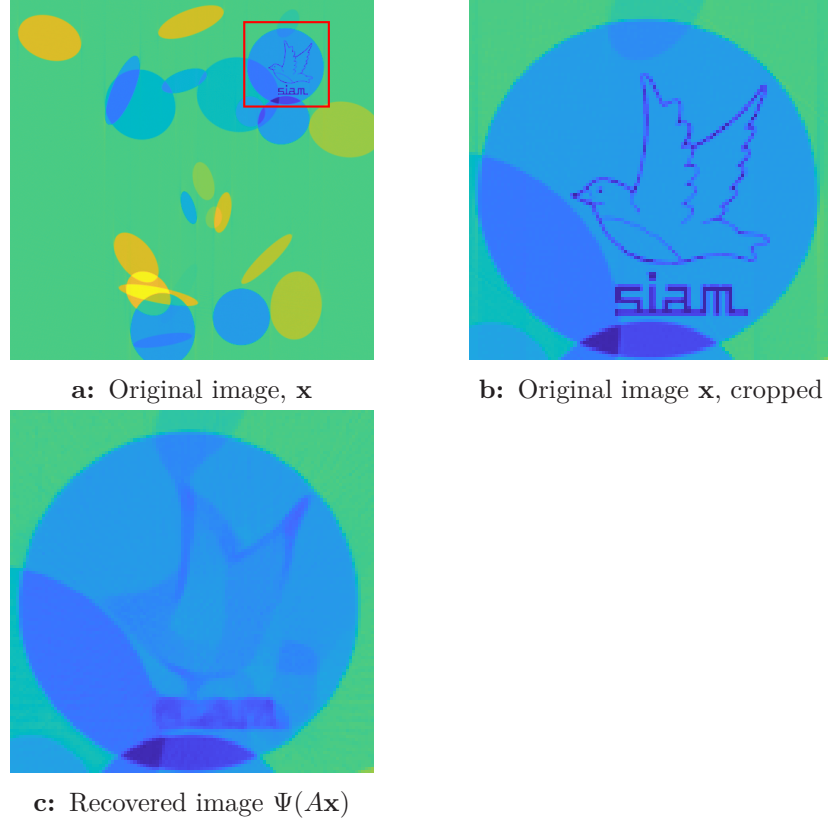 siam
siam
a: Original image, x
b: Original image x, cropped
c: Recovered image Ψ(Ax)